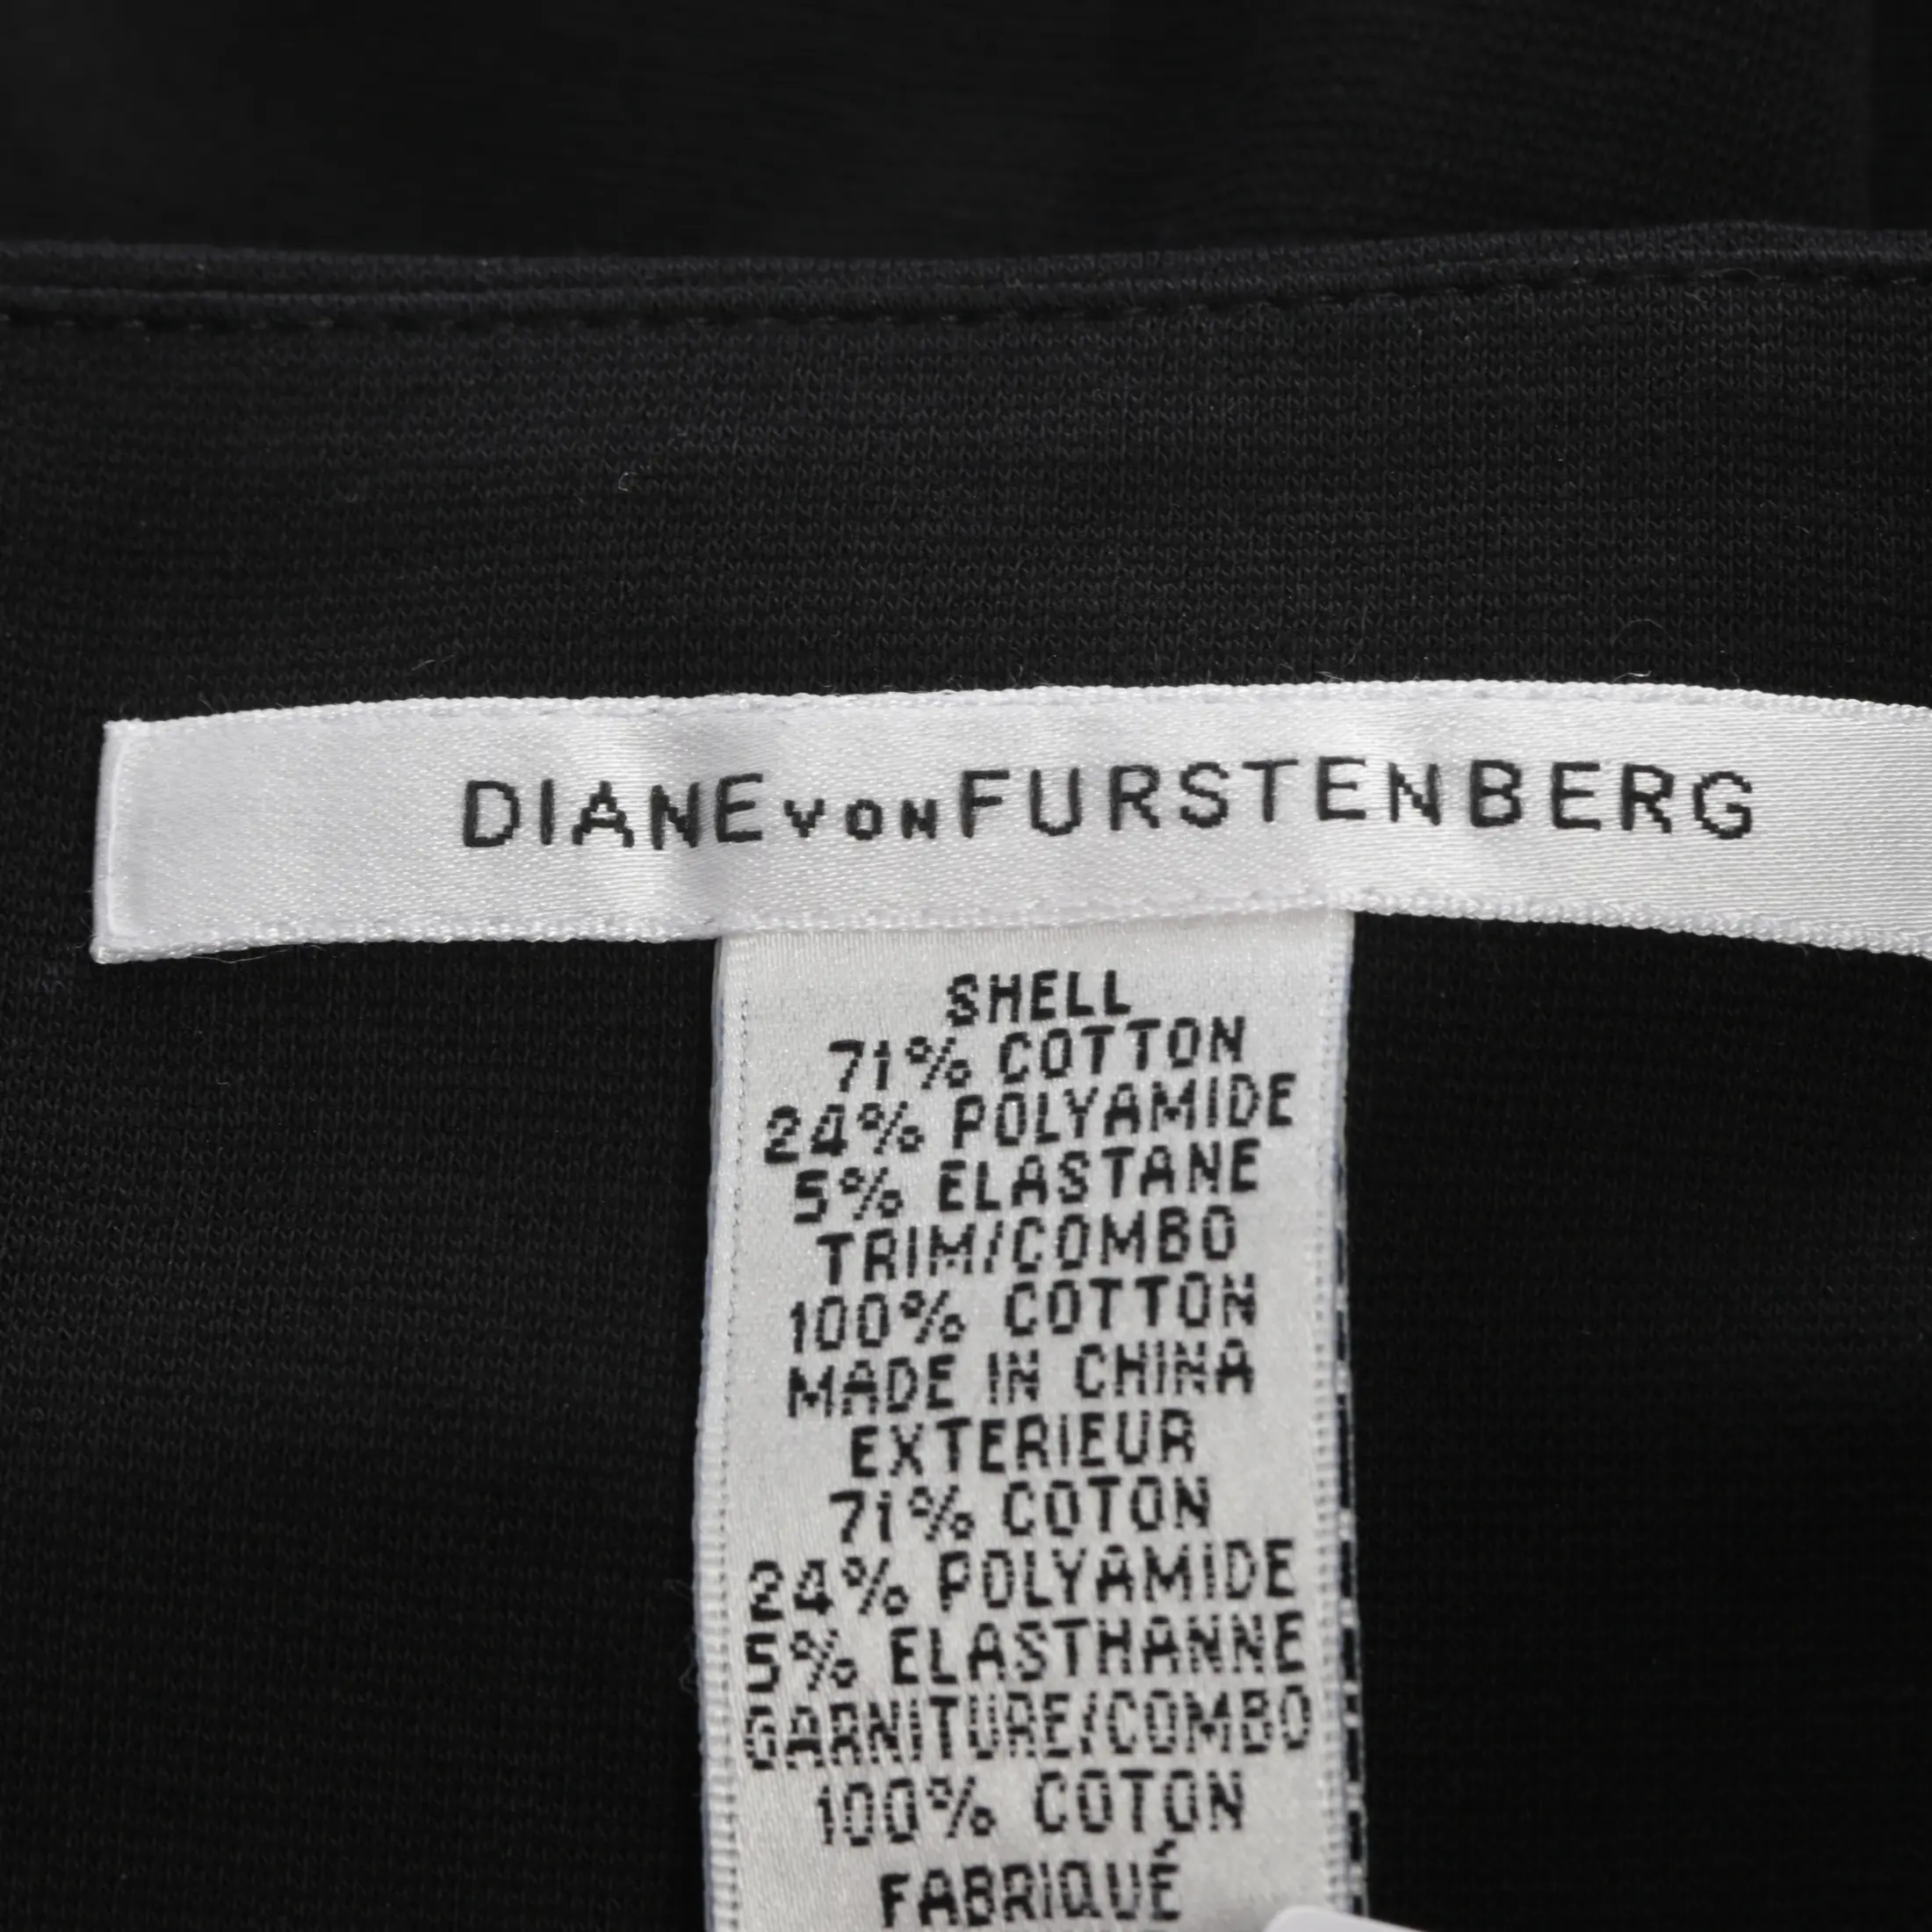 DIANE VON FURSTENBERG
SHELL
71% COTTON
24% POLYAMIDE
5% ELASTANE
TRIM/COMBO
100% COTTON
MADE IN CHINA
EXTERIEUR
71% COTON
24% POLYAMIDE
5% ELASTHANNE
GARNITURE/COMBO
100% COTON
FABRIQUÉ